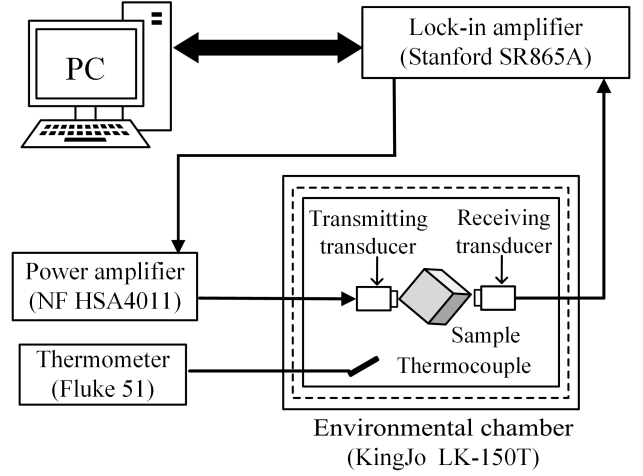 PC
Lock-in amplifier
(Stanford SR865A)
Transmitting
transducer
Receiving
transducer
Power amplifier
(NF HSA4011)
Sample
Thermometer
(Fluke 51)
Thermocouple
Environmental chamber
(KingJo LK-150T)